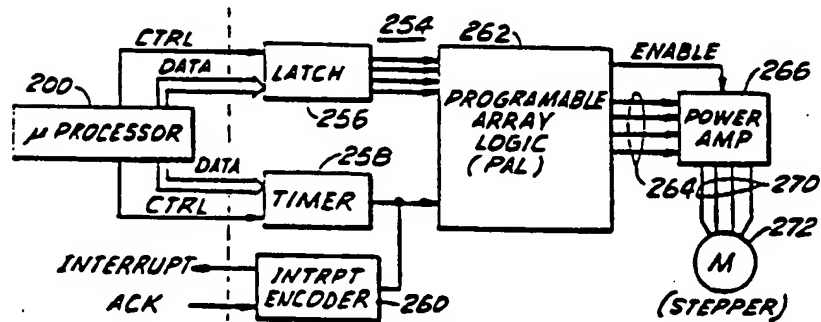 CTRL
254
262
DATA
LATCH
ENABLE
200
256
266
μ PROCESSOR
PROGRAMABLE
ARRAY
LOGIC
(PAL)
POWER
AMP
DATA
258
264
270
CTRL
TIMER
272
INTERRUPT
INTRPT
ENCODER
260
M
ACK
(STEPPER)